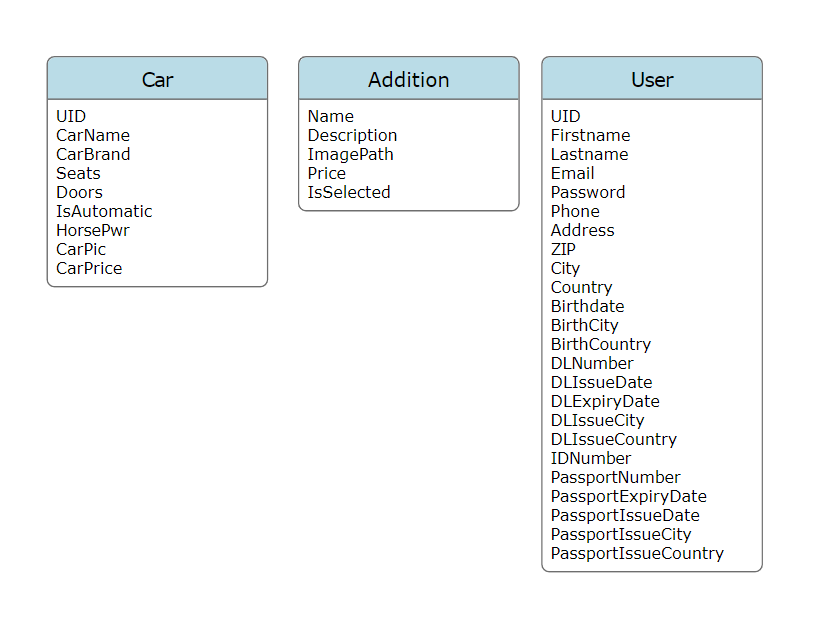 Car
UID
CarName
CarBrand
Seats
Doors
IsAutomatic
HorsePwr
CarPic
CarPrice
Addition
Name
Description
ImagePath
Price
IsSelected
User
UID
Firstname
Lastname
Email
Password
Phone
Address
ZIP
City
Country
Birthdate
BirthCity
BirthCountry
DLNumber
DLIssueDate
DLExpiryDate
DLIssueCity
DLIssueCountry
IDNumber
PassportNumber
PassportExpiryDate
PassportIssueDate
PassportIssueCity
PassportIssueCountry